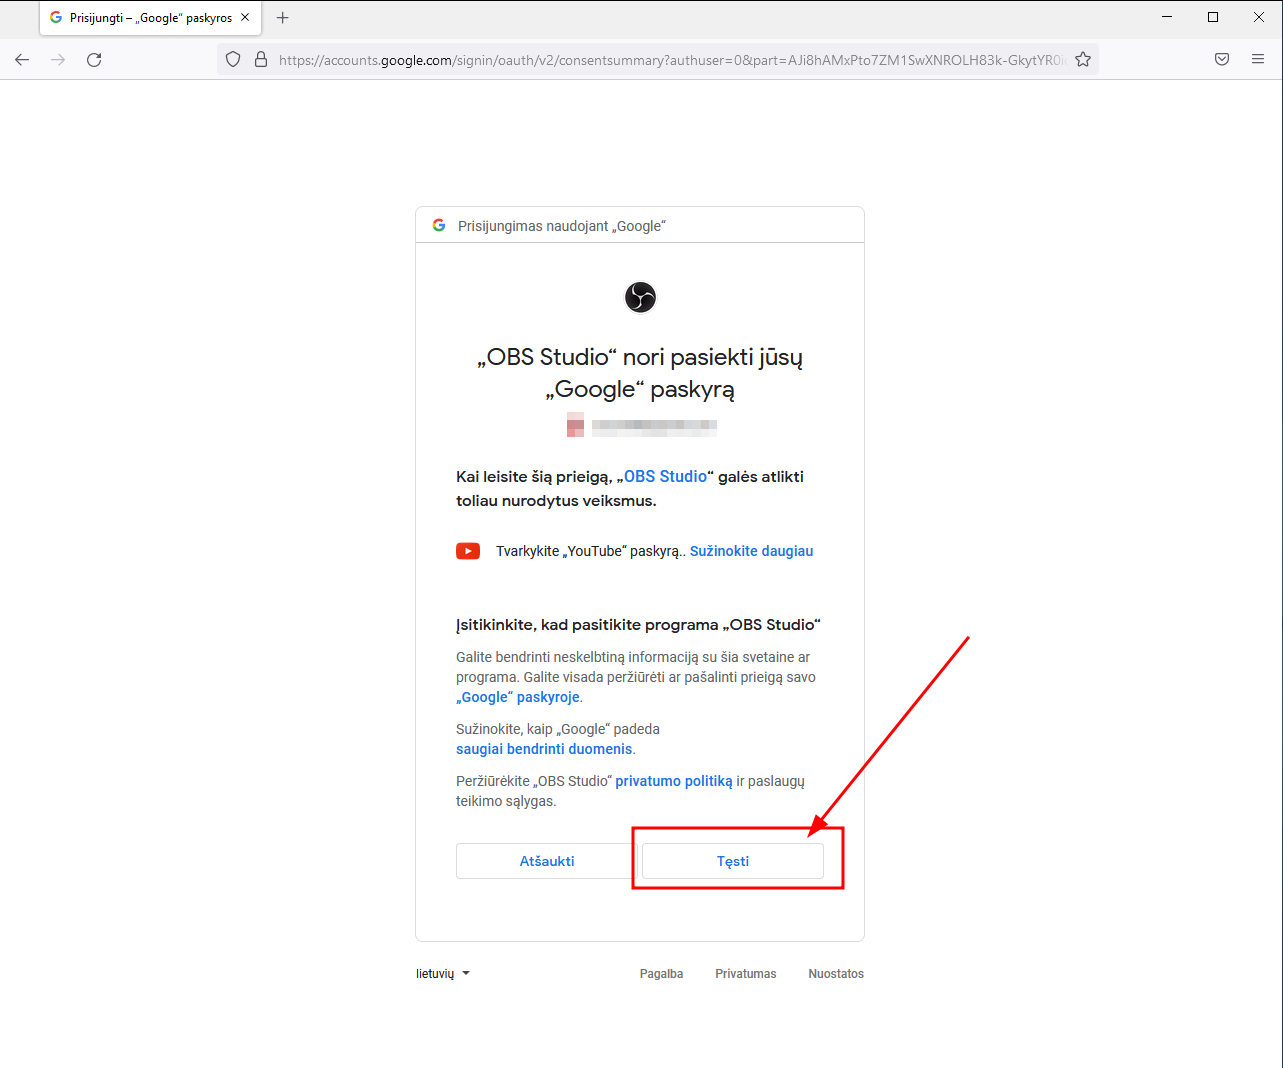 Prisijungti – „Google“ paskyros
https://accounts.google.com/signin/oauth/v2/consentsummary?authuser=0&part=AJi8hAMxPto7ZM1SwXNROLH83k-GkytYR0i
Prisijungimas naudojant „Google“
„OBS Studio“ nori pasiekti jūsų
„Google“ paskyrą
Kai leisite šią prieigą, „OBS Studio“ galės atlikti
toliau nurodytus veiksmus.
Tvarkykite „YouTube“ paskyrą.. Sužinokite daugiau
Įsitikinkite, kad pasitikite programa „OBS Studio“
Galite bendrinti neskelbtiną informaciją su šia svetaine ar
programa. Galite visada peržiūrėti ar pašalinti prieigą savo
„Google“ paskyroje.
Sužinokite, kaip „Google“ padeda
saugiai bendrinti duomenis.
Peržiūrėkite „OBS Studio“ privatumo politiką ir paslaugų
teikimo sąlygas.
Atšaukti
Tęsti
lietuvių
Pagalba
Privatumas
Nuostatos